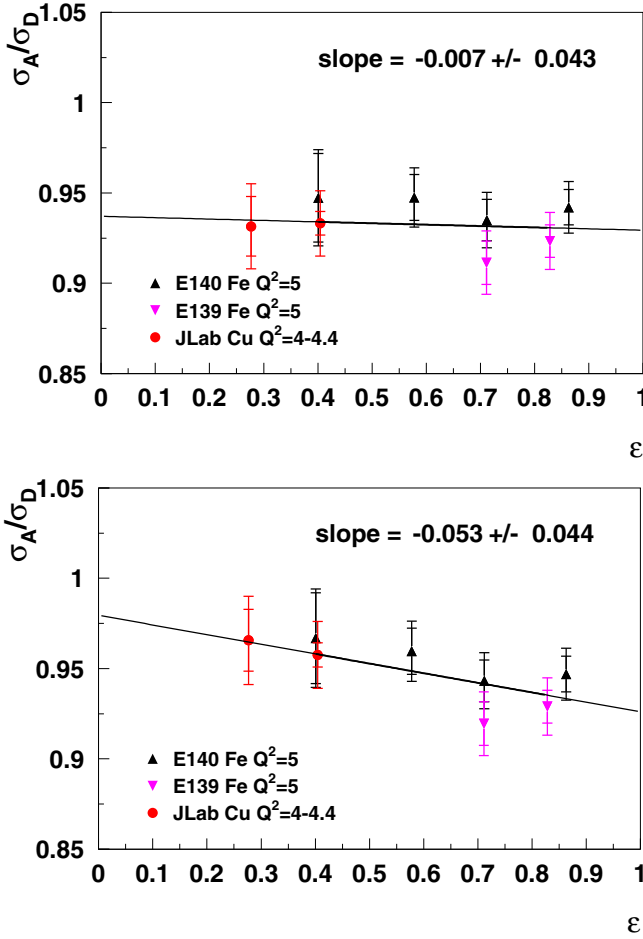 σA/σD
1.05
slope = -0.007 +/- 0.043
1
0.95
0.9
E140 Fe Q²=5
E139 Fe Q²=5
JLab Cu Q²=4-4.4
0.85
0 0.1 0.2 0.3 0.4 0.5 0.6 0.7 0.8 0.9 1
ε
σA/σD
1.05
slope = -0.053 +/- 0.044
1
0.95
0.9
E140 Fe Q²=5
E139 Fe Q²=5
JLab Cu Q²=4-4.4
0.85
0 0.1 0.2 0.3 0.4 0.5 0.6 0.7 0.8 0.9 1
ε